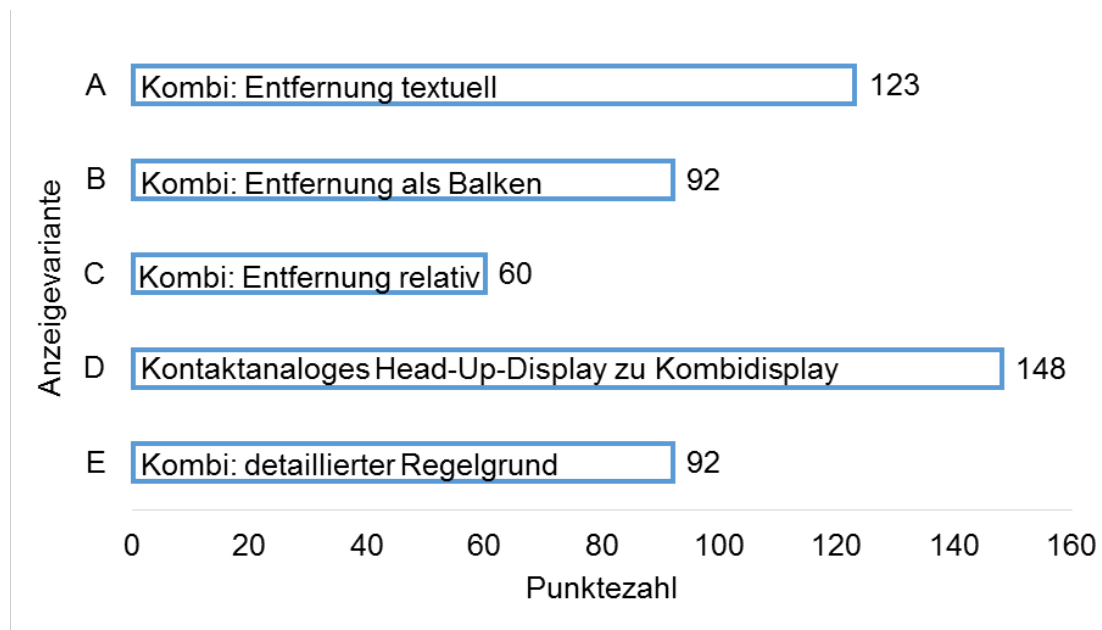 A Kombi: Entfernung textuell 123
B Kombi: Entfernung als Balken 92
C Kombi: Entfernung relativ 60
D Kontaktanaloges Head-Up-Display zu Kombidisplay 148
E Kombi: detaillierter Regelgrund 92
Anzeigevariante
0 20 40 60 80 100 120 140 160
Punktezahl